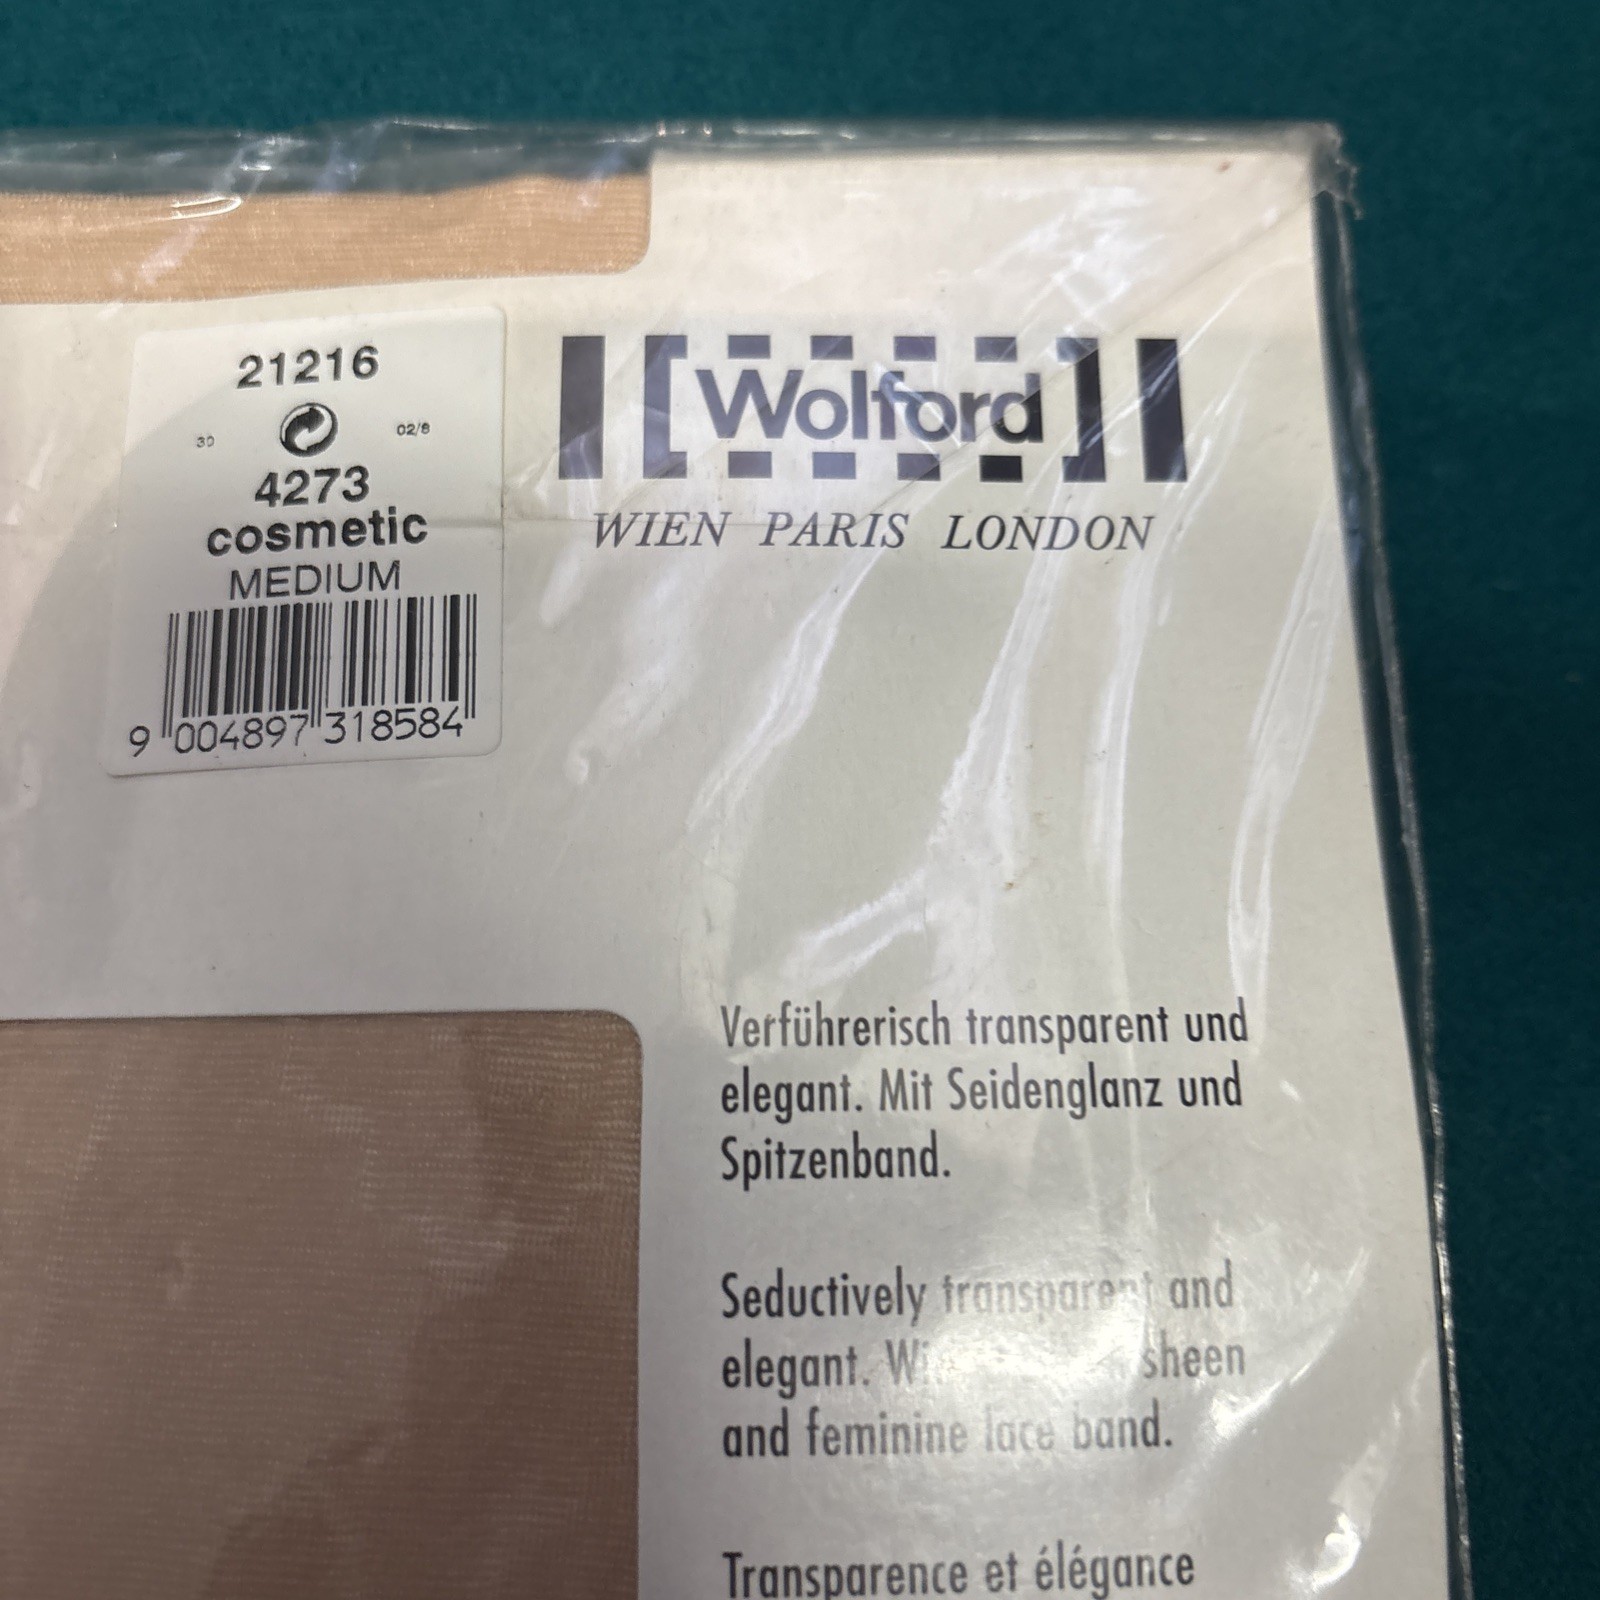 21216
30
02/8
4273
cosmetic
MEDIUM
9 004897 318584
Wolford
WIEN PARIS LONDON
Verführerisch transparent und
elegant. Mit Seidenglanz und
Spitzenband.
Seductively transparent and
elegant. sheen
and feminine lace band.
Transparence et élégance